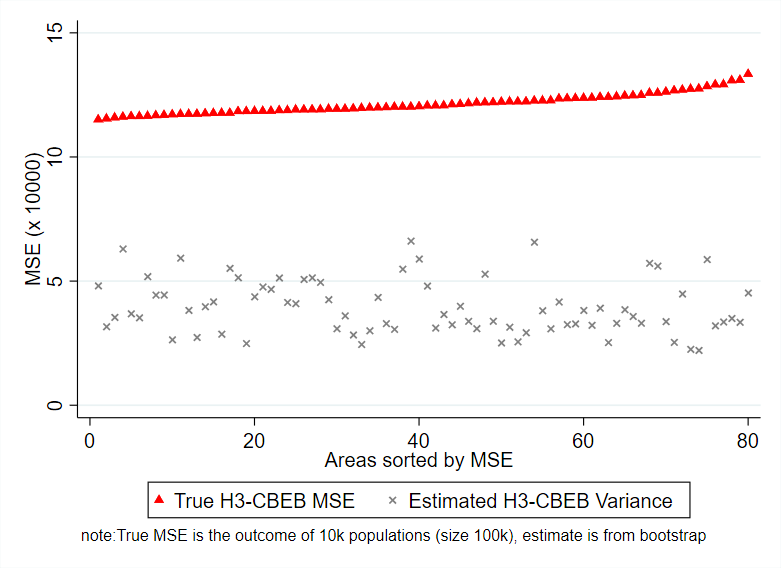 15
10
5
0
MSE (x 10000)
0 20 40 60 80
Areas sorted by MSE
True H3-CBEB MSE Estimated H3-CBEB Variance
note:True MSE is the outcome of 10k populations (size 100k), estimate is from bootstrap